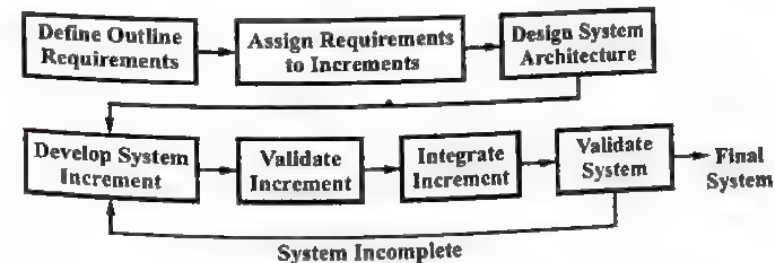 Define Outline
Requirements
Assign Requirements
to Increments
Design System
Architecture
Develop System
Increment
Validate
Increment
Integrate
Increment
Validate
System
Final
System
System Incomplete